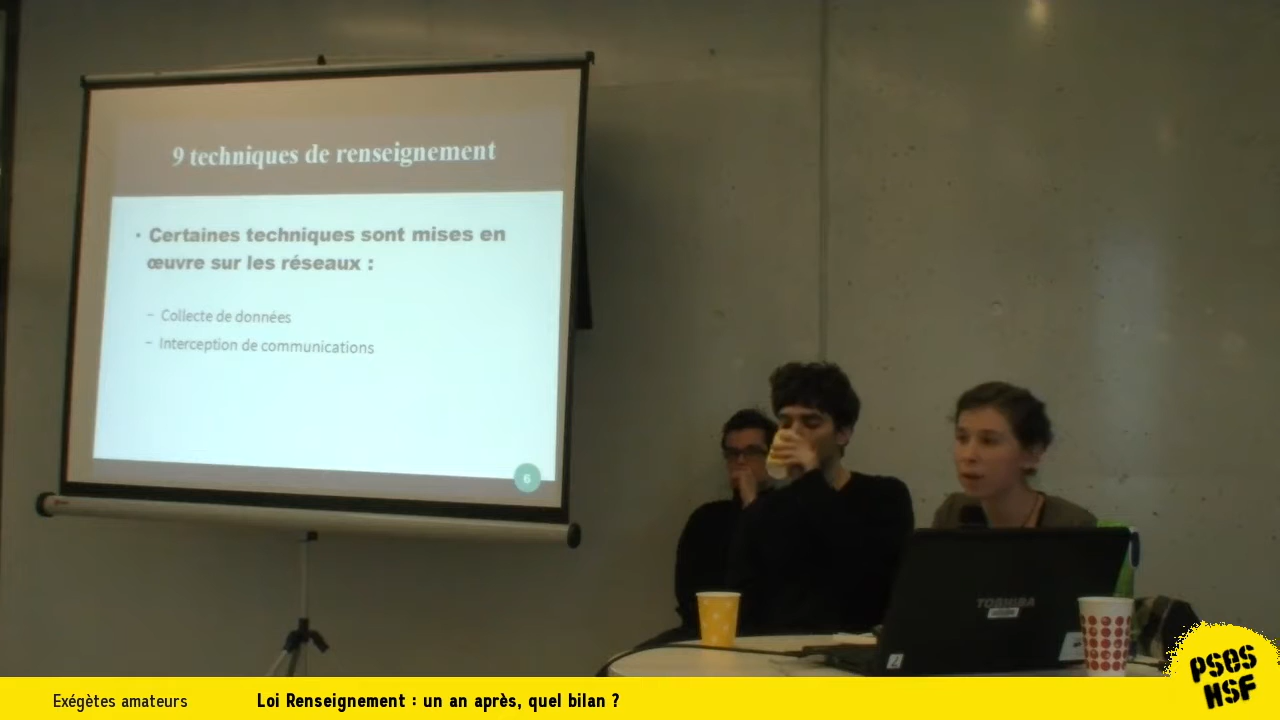 9 techniques de renseignement
• Certaines techniques sont mises en
œuvre sur les réseaux :
– Collecte de données
– Interception de communications
6
TOSHIBA
Exégètes amateurs
Loi Renseignement : un an après, quel bilan ?
PSES
HSF